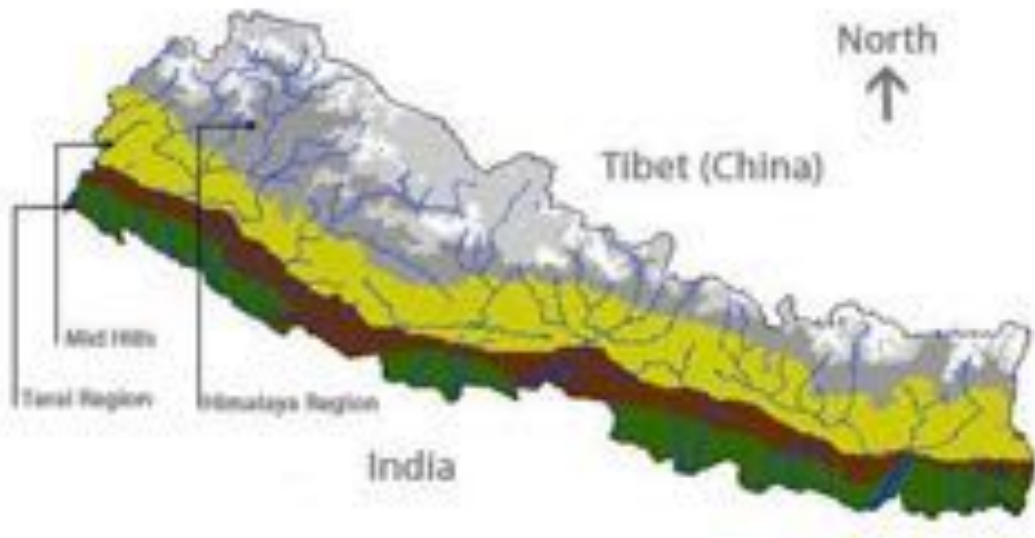 North
Tibet (China)
Mid Hills
Tarai Region
Himalaya Region
India